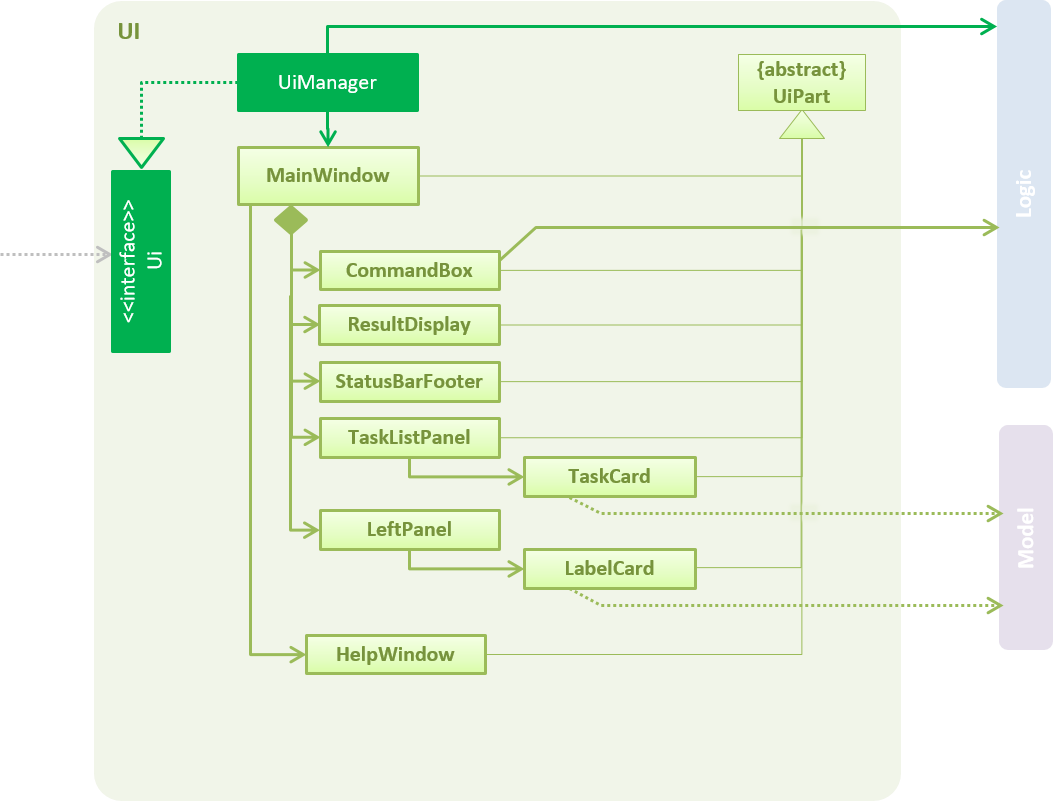 UI
UiManager
{abstract}
UiPart
<<interface>>
Ui
MainWindow
Logic
CommandBox
ResultDisplay
StatusBarFooter
TaskListPanel
TaskCard
LeftPanel
Model
LabelCard
HelpWindow